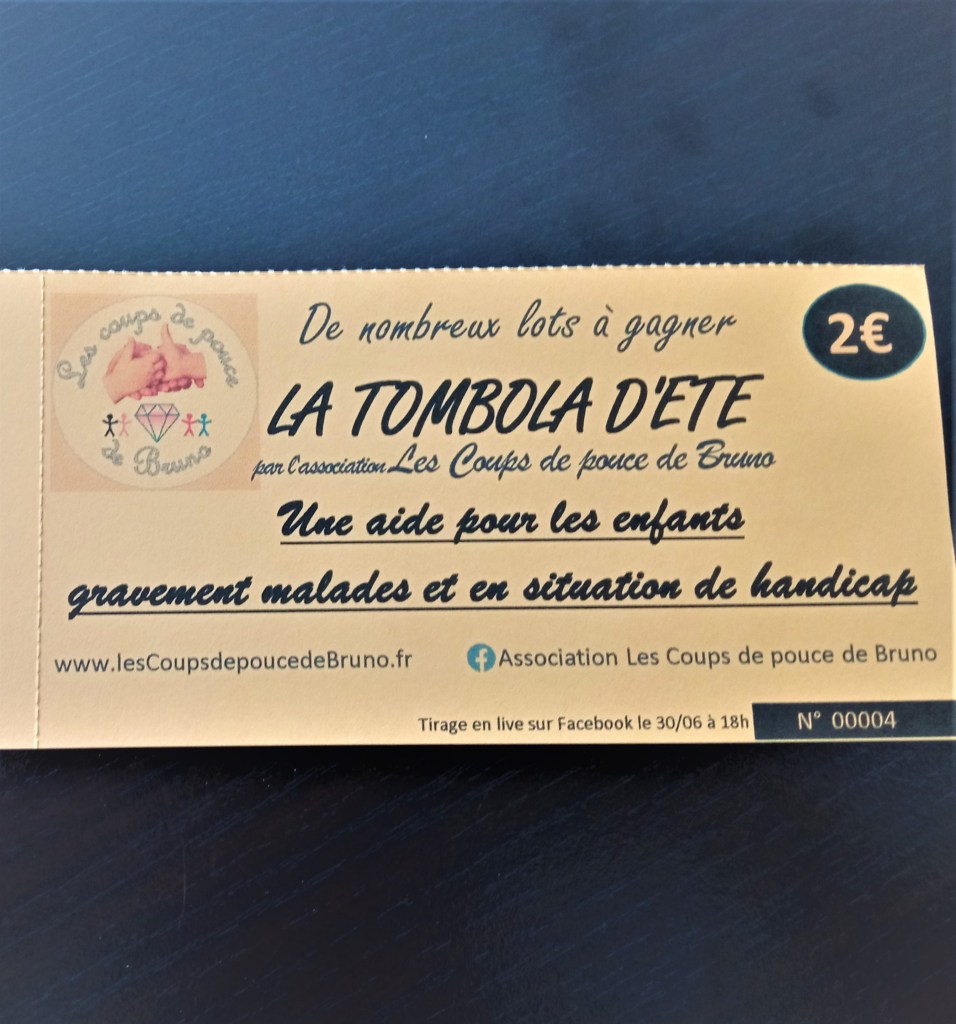 Les coups de pouce
de Bruno
De nombreux lots à gagner
2€
LA TOMBOLA D'ETE
par l'association Les Coups de pouce de Bruno
Une aide pour les enfants
gravement malades et en situation de handicap
www.lesCoupsdepoucedeBruno.fr
Association Les Coups de pouce de Bruno
Tirage en live sur Facebook le 30/06 à 18h
N° 00004